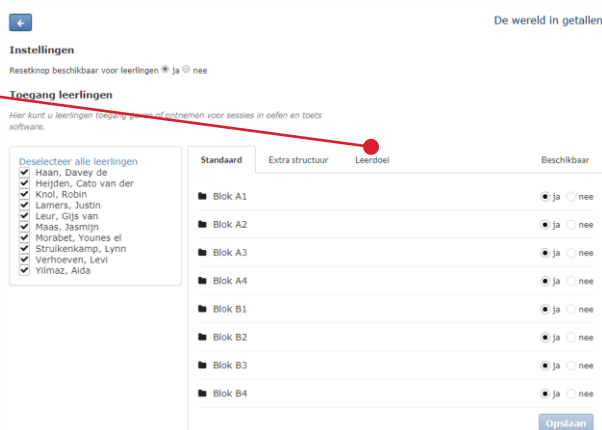 De wereld in getallen
Instellingen
Resetknop beschikbaar voor leerlingen ja nee
Toegang leerlingen
Hier kunt u leerlingen toegang geven of ontnemen voor sessies in oefen en toets
software.
Deselecteer alle leerlingen
Haan, Davey de
Heijden, Cato van der
Knol, Robin
Lamers, Justin
Leur, Gijs van
Maas, Jasmijn
Morabet, Younes el
Struikenkamp, Lynn
Verhoeven, Levi
Yilmaz, Aida
Standaard Extra structuur Leerdoel Beschikbaar
Blok A1 ja nee
Blok A2 ja nee
Blok A3 ja nee
Blok A4 ja nee
Blok B1 ja nee
Blok B2 ja nee
Blok B3 ja nee
Blok B4 ja nee
Opslaan